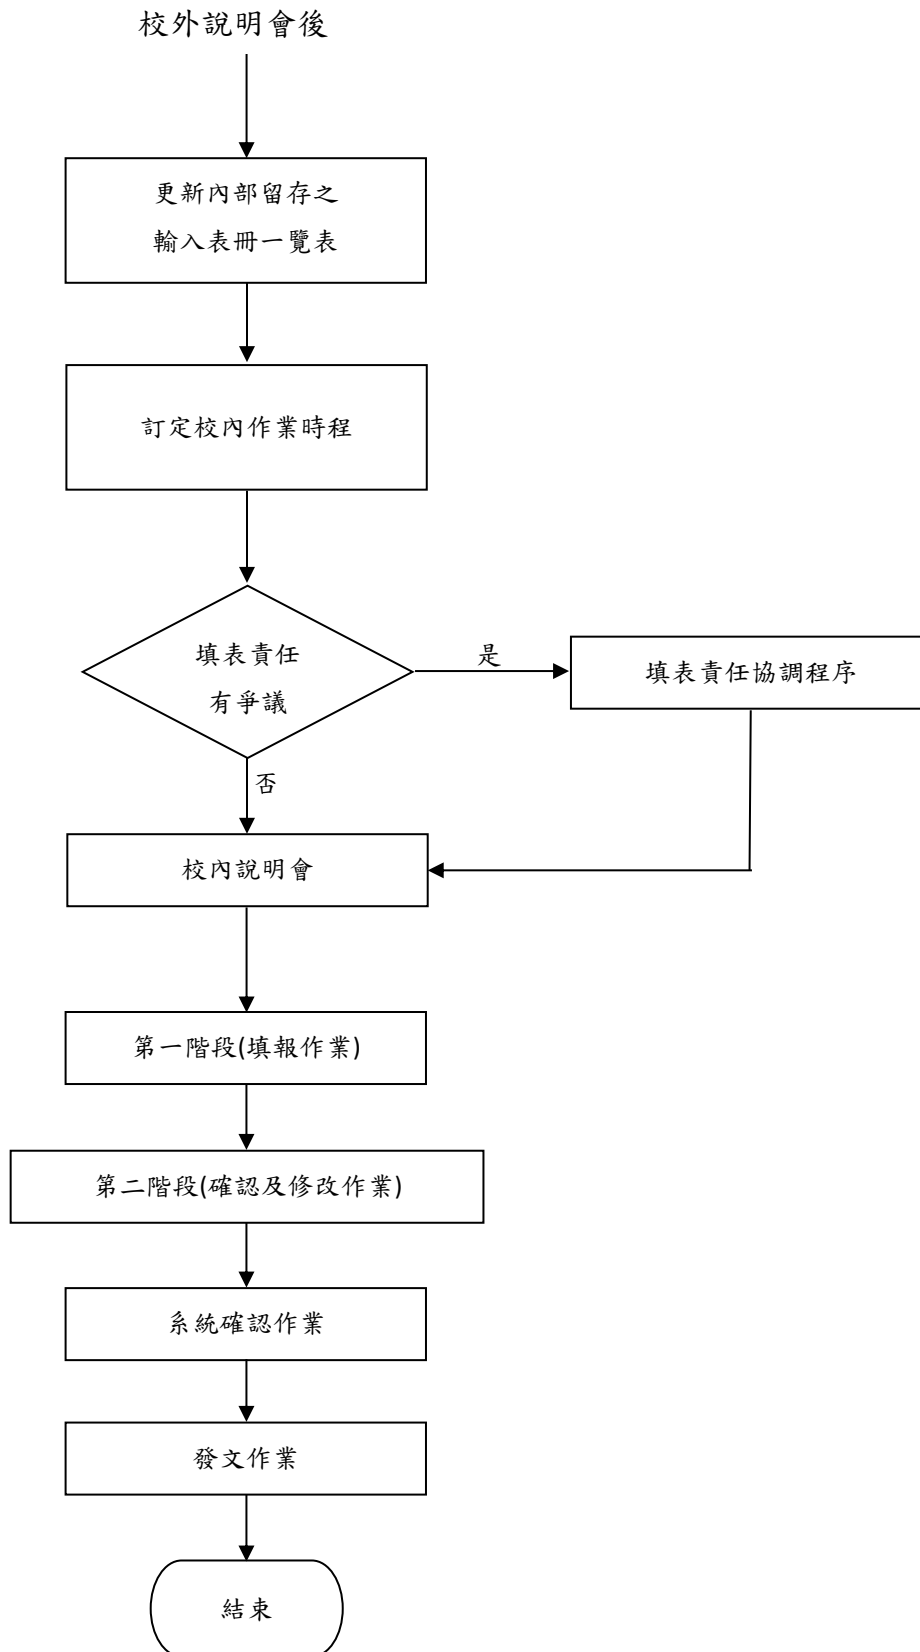 校外說明會後
更新內部留存之
輸入表冊一覽表
訂定校內作業時程
填表責任
有爭議
是
填表責任協調程序
否
校內說明會
第一階段(填報作業)
第二階段(確認及修改作業)
系統確認作業
發文作業
結束